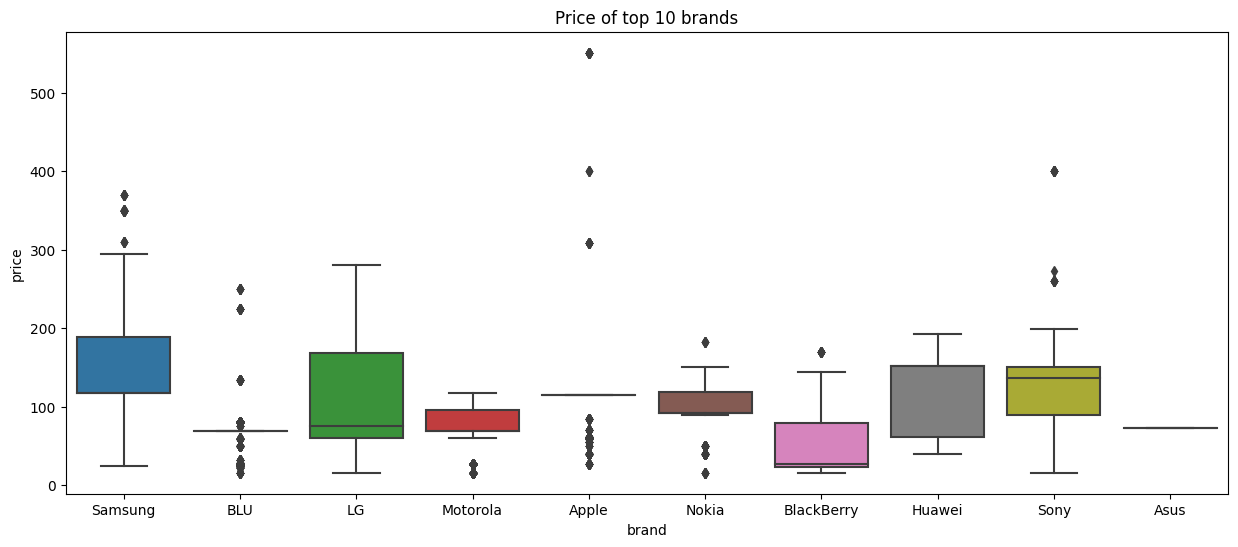 Price of top 10 brands
price
500
400
300
200
100
0
Samsung BLU LG Motorola Apple Nokia BlackBerry Huawei Sony Asus
brand